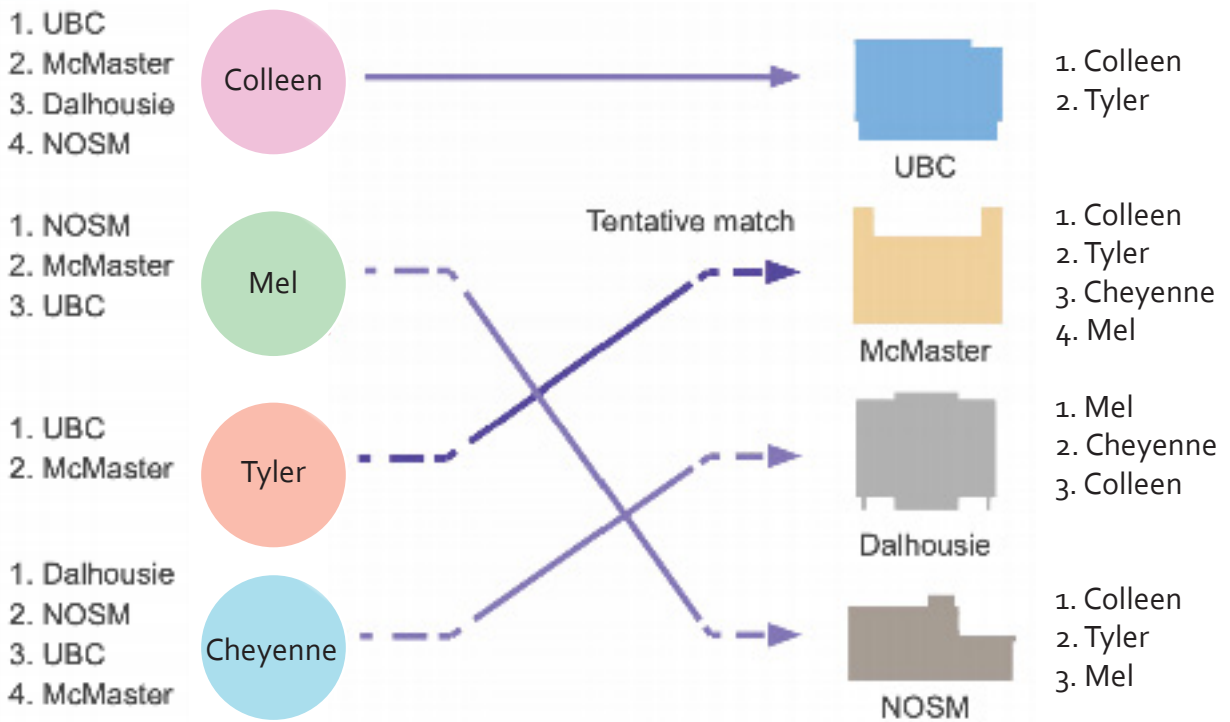 1. UBC
2. McMaster
3. Dalhousie
4. NOSM
Colleen
UBC
1. Colleen
2. Tyler
1. NOSM
2. McMaster
3. UBC
Mel
Tentative match
McMaster
1. Colleen
2. Tyler
3. Cheyenne
4. Mel
1. UBC
2. McMaster
Tyler
Dalhousie
1. Mel
2. Cheyenne
3. Colleen
1. Dalhousie
2. NOSM
3. UBC
4. McMaster
Cheyenne
NOSM
1. Colleen
2. Tyler
3. Mel